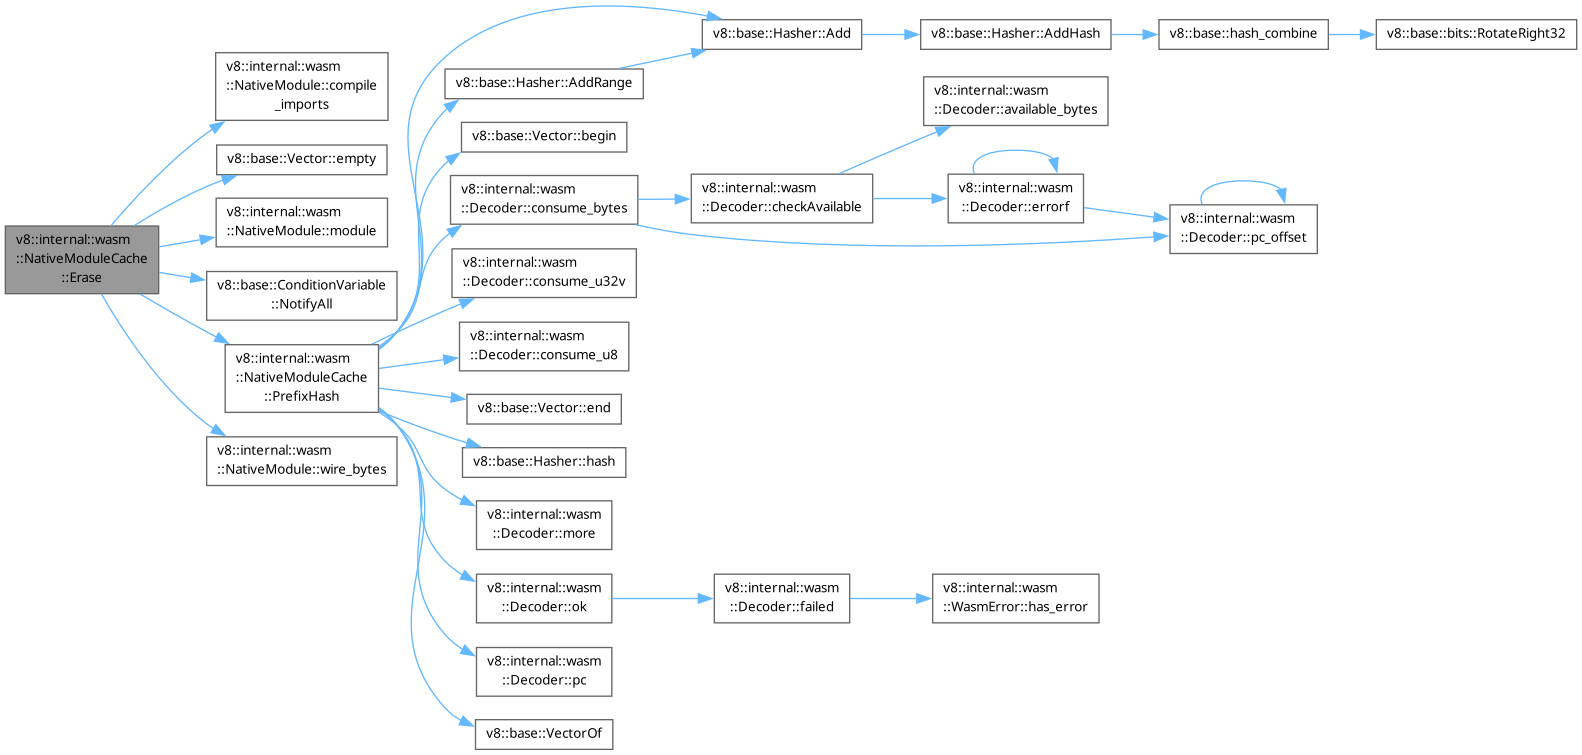 v8::internal::wasm
::NativeModuleCache
::Erase
v8::internal::wasm
::NativeModule::compile
_imports
v8::base::Vector::empty
v8::internal::wasm
::NativeModule::module
v8::base::ConditionVariable
::NotifyAll
v8::internal::wasm
::NativeModuleCache
::PrefixHash
v8::internal::wasm
::NativeModule::wire_bytes
v8::base::Hasher::Add
v8::base::Hasher::AddHash
v8::base::hash_combine
v8::base::bits::RotateRight32
v8::base::Hasher::AddRange
v8::base::Vector::begin
v8::internal::wasm
::Decoder::consume_bytes
v8::internal::wasm
::Decoder::checkAvailable
v8::internal::wasm
::Decoder::available_bytes
v8::internal::wasm
::Decoder::errorf
v8::internal::wasm
::Decoder::pc_offset
v8::internal::wasm
::Decoder::consume_u32v
v8::internal::wasm
::Decoder::consume_u8
v8::base::Vector::end
v8::base::Hasher::hash
v8::internal::wasm
::Decoder::more
v8::internal::wasm
::Decoder::ok
v8::internal::wasm
::Decoder::failed
v8::internal::wasm
::WasmError::has_error
v8::internal::wasm
::Decoder::pc
v8::base::VectorOf